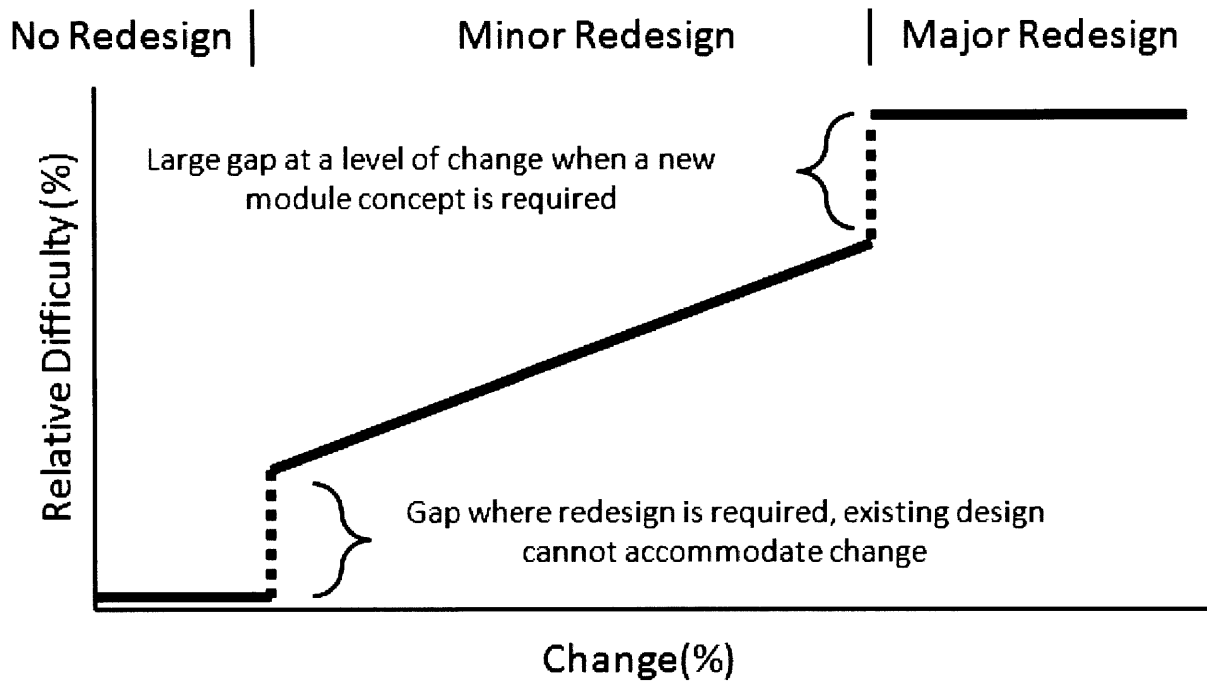 No Redesign | Minor Redesign | Major Redesign
Large gap at a level of change when a new
module concept is required
Relative Difficulty(%)
Gap where redesign is required, existing design
cannot accommodate change
Change(%)